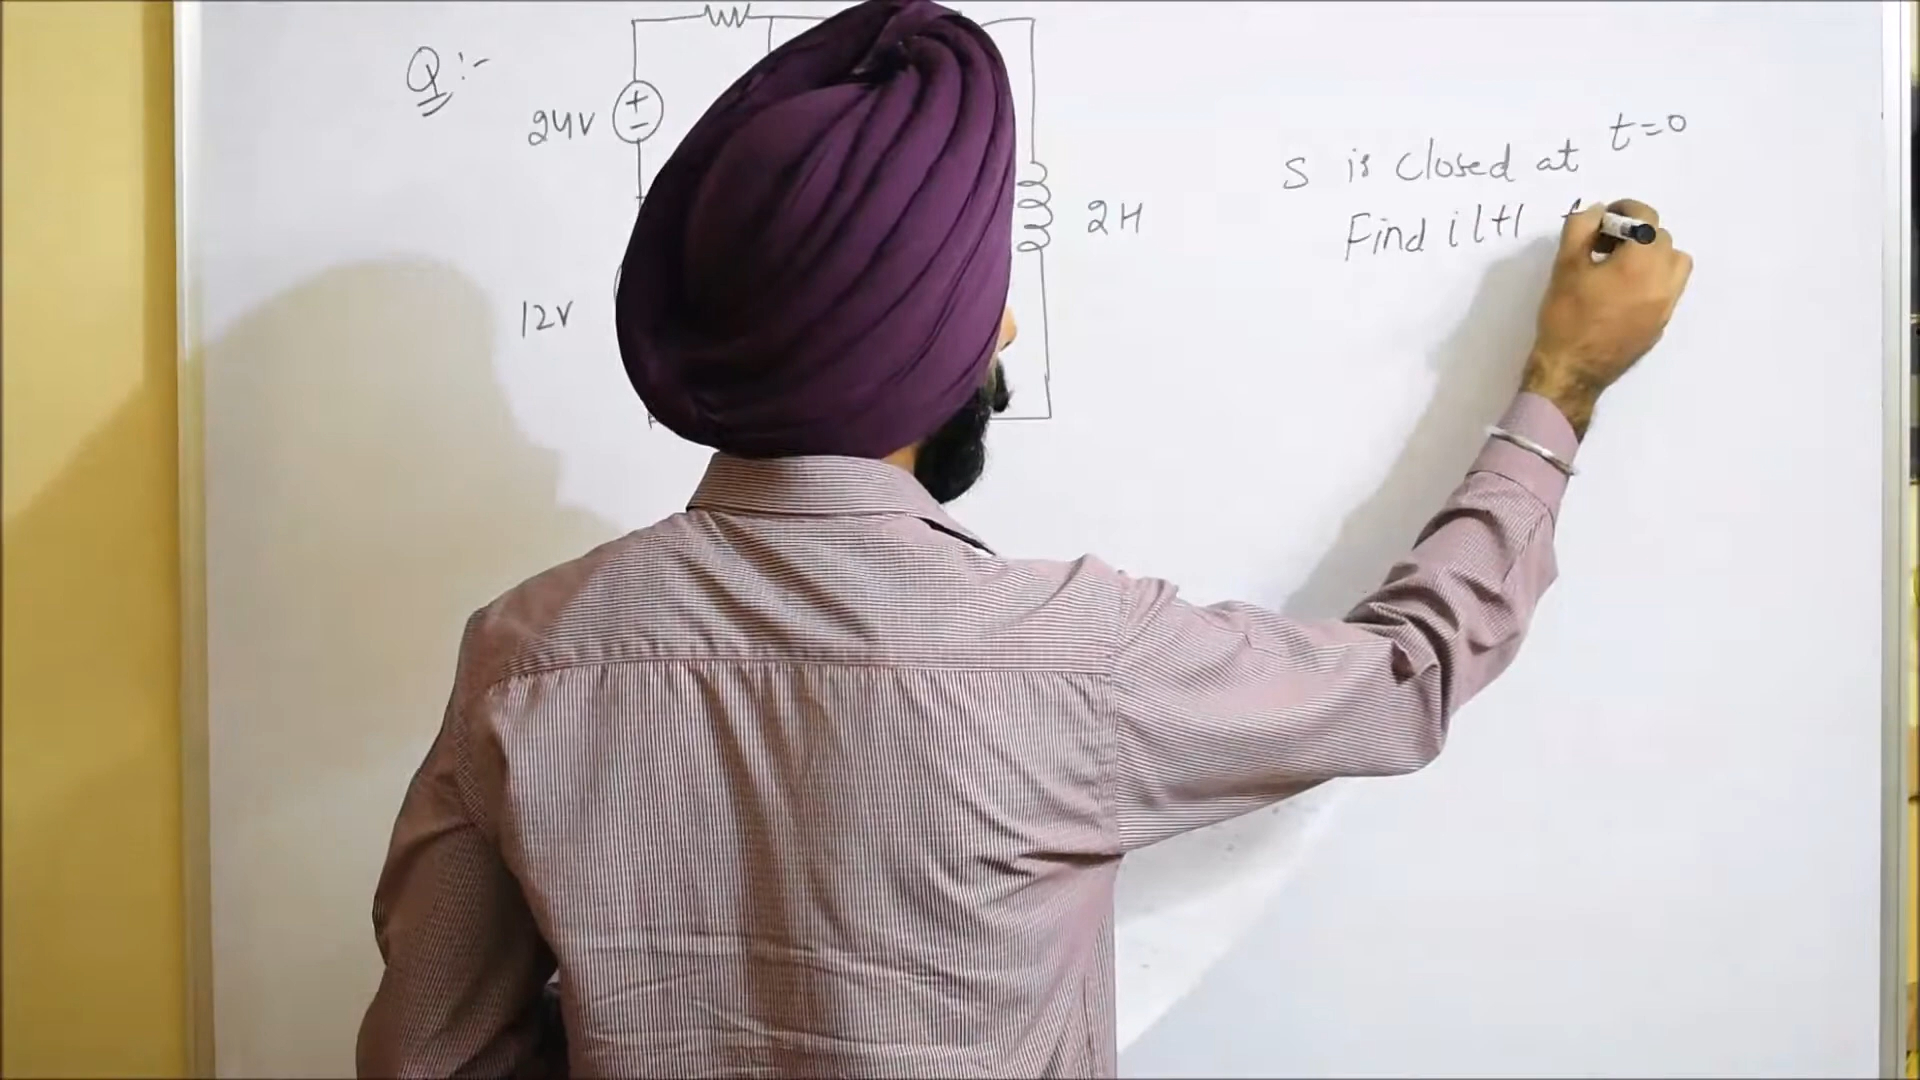 Q:-
24V
+
-
12V
2H
S is closed at t=0
Find i(t)